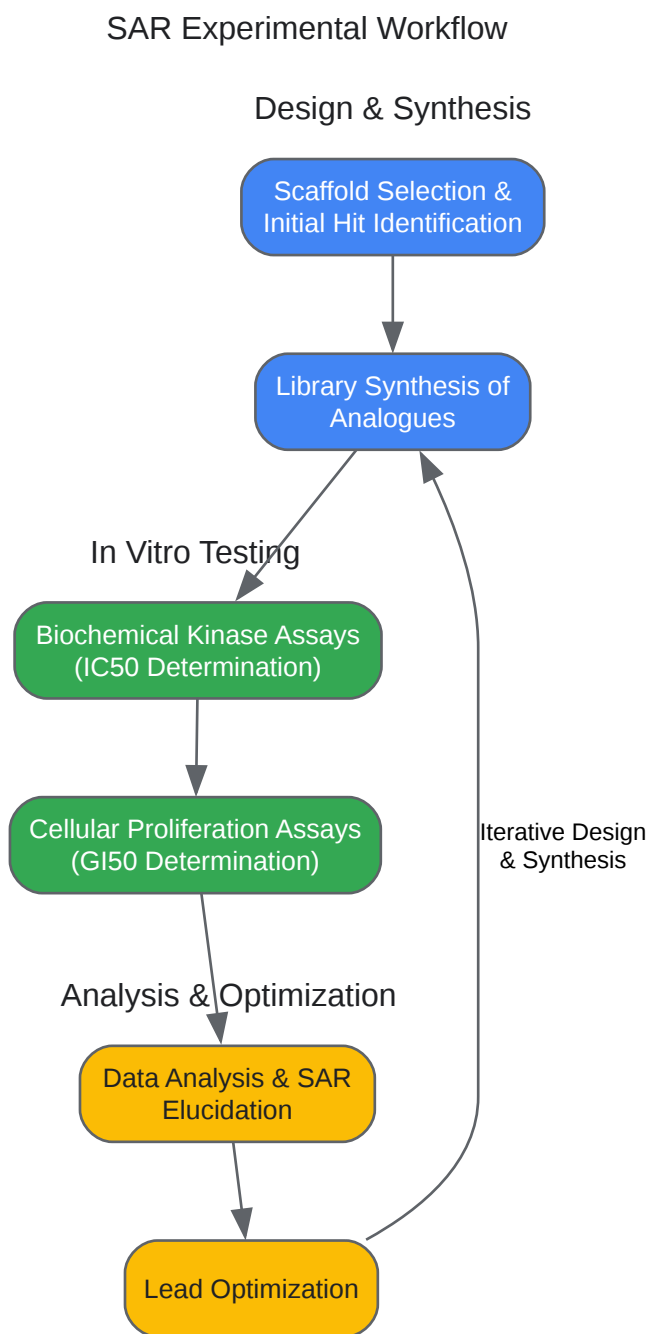 SAR Experimental Workflow
Design & Synthesis
Scaffold Selection &
Initial Hit Identification
Library Synthesis of
Analogues
In Vitro Testing
Biochemical Kinase Assays
(IC50 Determination)
Cellular Proliferation Assays
(GI50 Determination)
Iterative Design
& Synthesis
Analysis & Optimization
Data Analysis & SAR
Elucidation
Lead Optimization